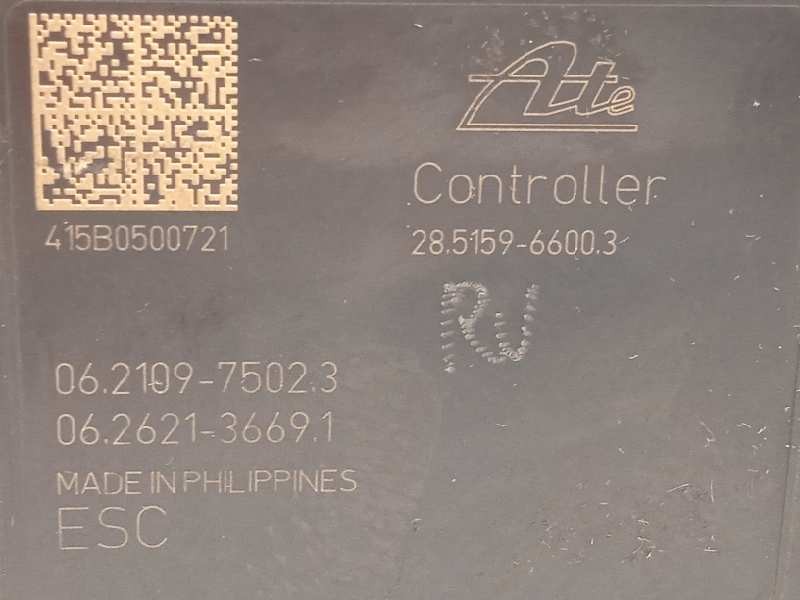 Ate
415B0500721
Controller
28.5159-6600.3
RV
06.2109-7502.3
06.2621-3669.1
MADE IN PHILIPPINES
ESC